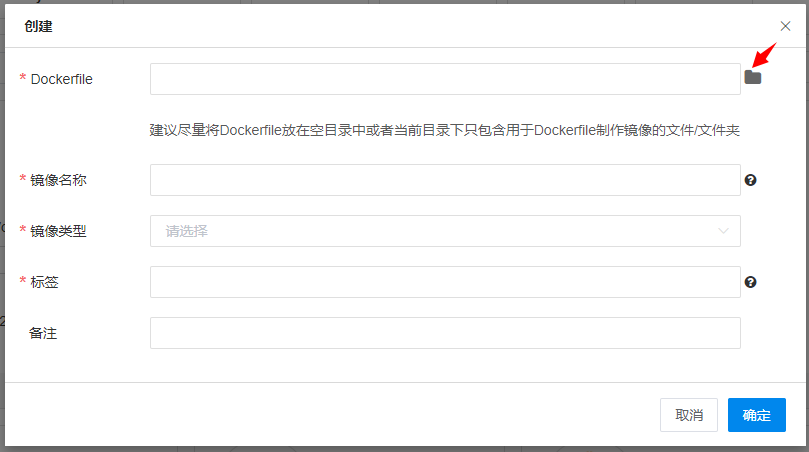 创建
* Dockerfile
建议尽量将Dockerfile放在空目录中或者当前目录下只包含用于Dockerfile制作镜像的文件/文件夹
* 镜像名称
* 镜像类型 请选择
* 标签
备注
取消 确定